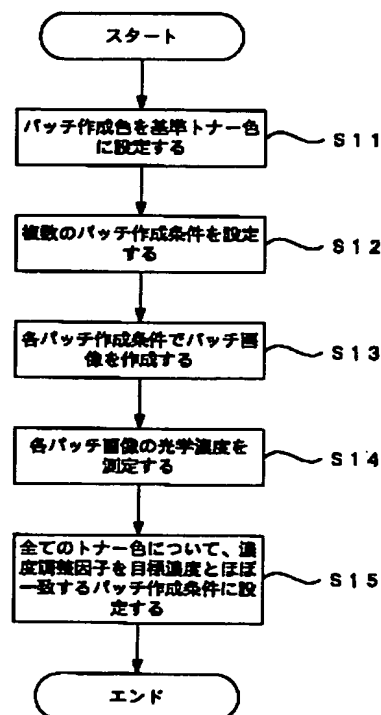 スタート
パッチ作成色を基準トナー色
に設定する
S11
複数のパッチ作成条件を設定
する
S12
各パッチ作成条件でパッチ画
像を作成する
S13
各パッチ画像の光学濃度を
測定する
S14
全てのトナー色について、濃
度調整因子を目標濃度とほぼ
一致するパッチ作成条件に設
定する
S15
エンド